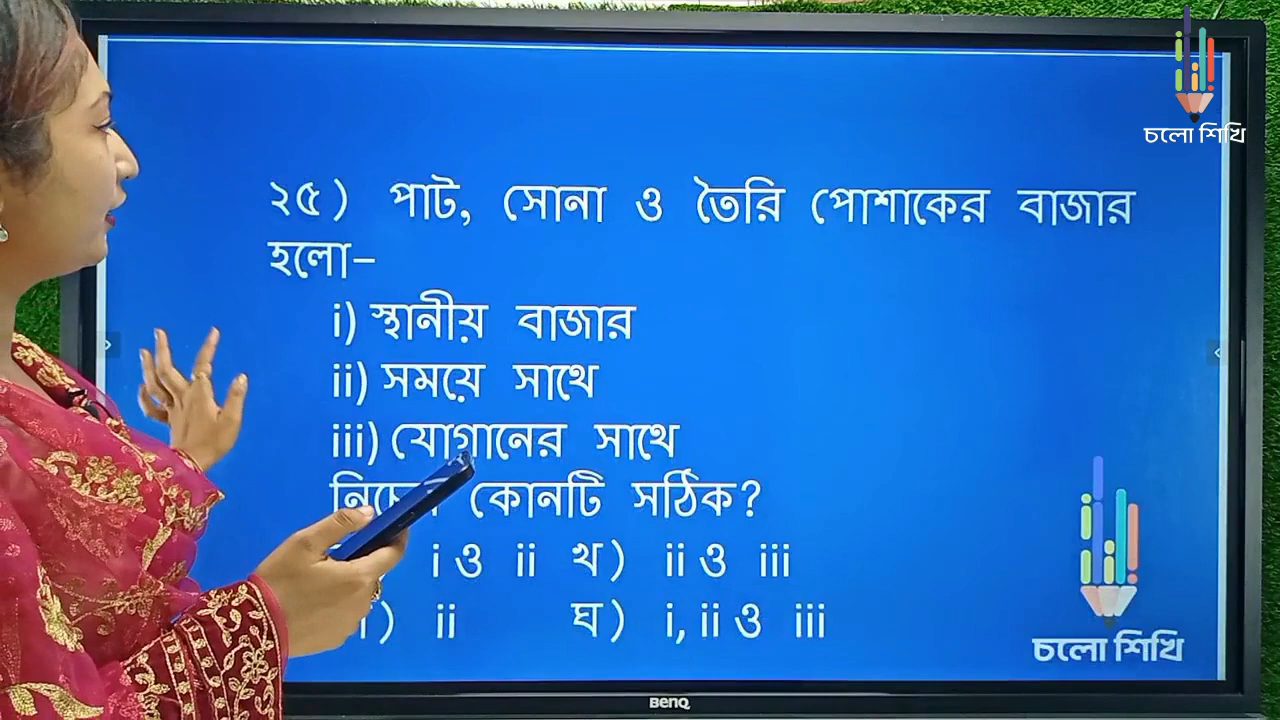 চলো শিখি
২৫) পাট, সোনা ও তৈরি পোশাকের বাজার
হলো–
i) স্থানীয় বাজার
ii) সময়ে সাথে
iii) যোগানের সাথে
কোনটি সঠিক?
i ও ii খ) ii ও iii
) ii ঘ) i, ii ও iii
চলো শিখি
BenQ